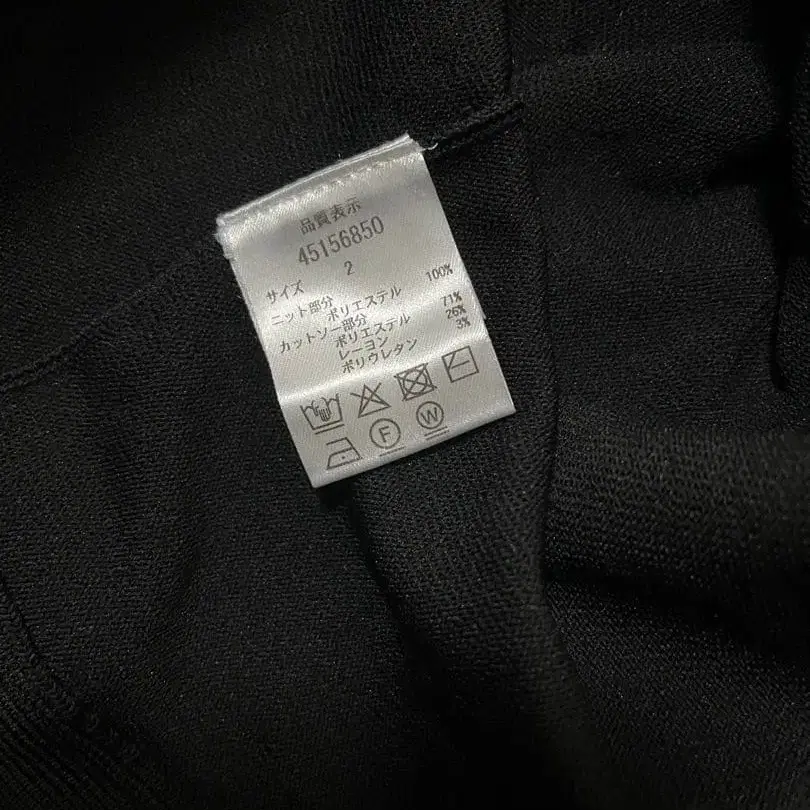 品質表示
45156850
サイズ 2
ニット部分
ポリエステル 100%
カットソー部分
ポリエステル 71%
レーヨン 26%
ポリウレタン 3%
F W